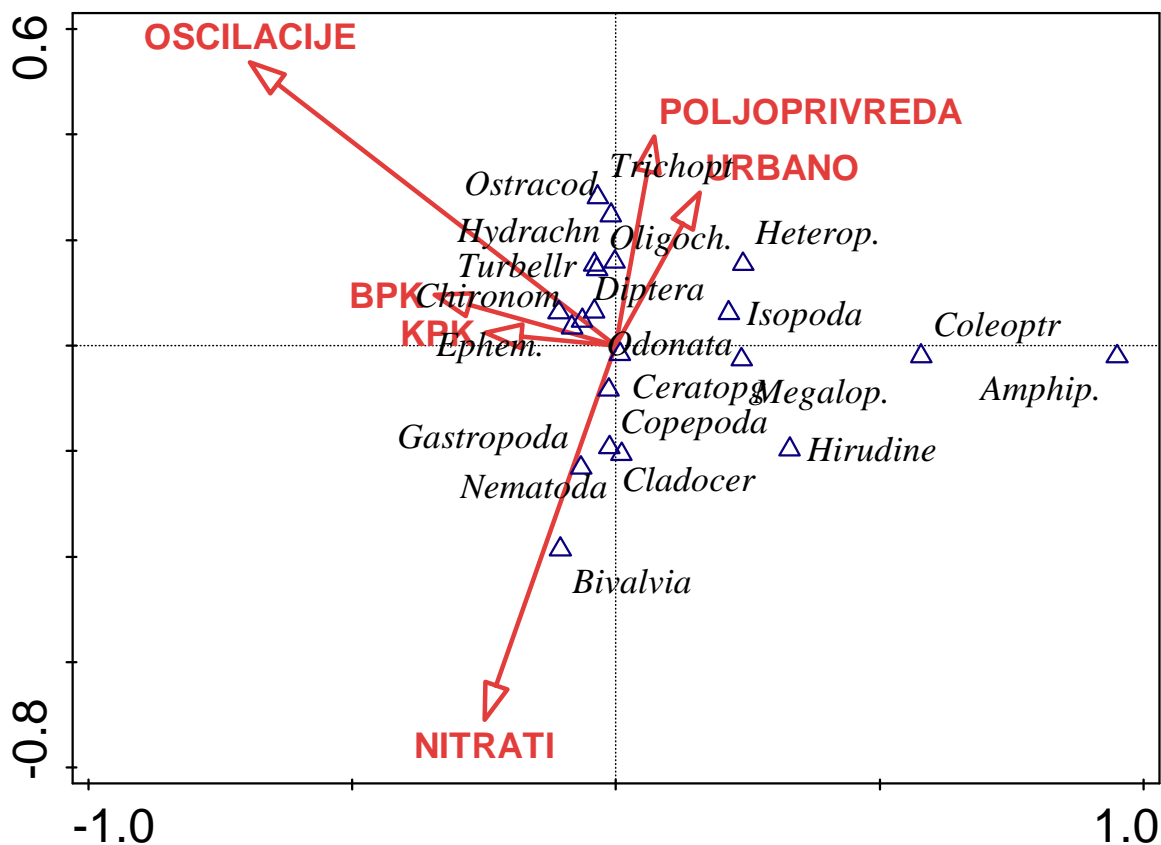 0.6
OSCILACIJE
POLJOPRIVREDA
Trichopt
URBANO
Ostracod
Hydrachn
Oligoch.
Heterop.
Turbellr
BPK
Chironom
Diptera
Isopoda
Coleoptr
KPK
Ephem.
Odonata
Ceratopg
Megalop.
Amphip.
Gastropoda
Copepoda
Hirudine
Nematoda
Cladocer
Bivalvia
NITRATI
-0.8
-1.0
1.0